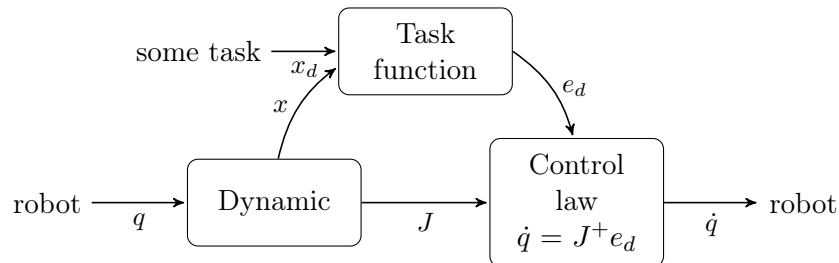 some task
x_d
Task
function
x
e_d
robot
q
Dynamic
J
Control
law
q̇ = J⁺e_d
q̇
robot